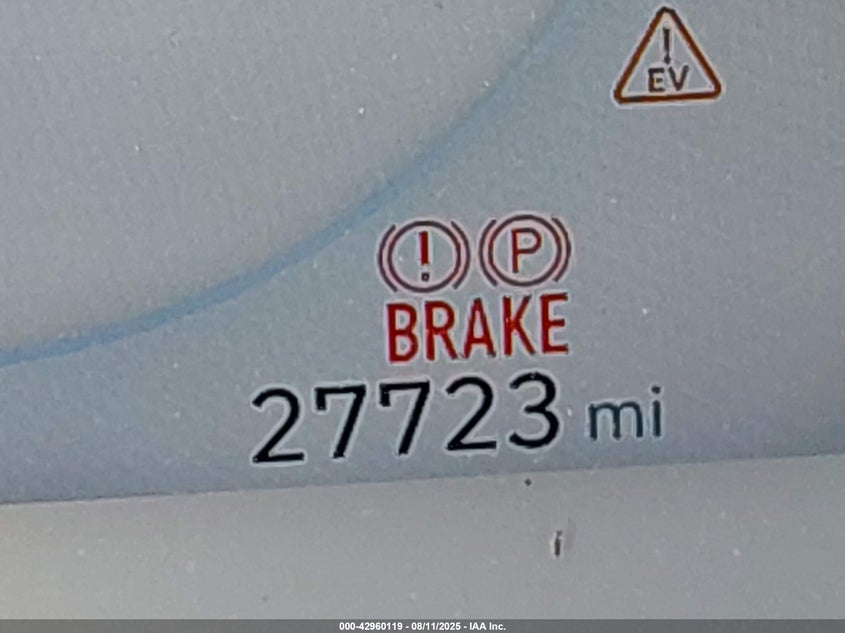 !
EV
! P
BRAKE
27723 mi
i
000-42960119 - 08/11/2025 - IAA Inc.